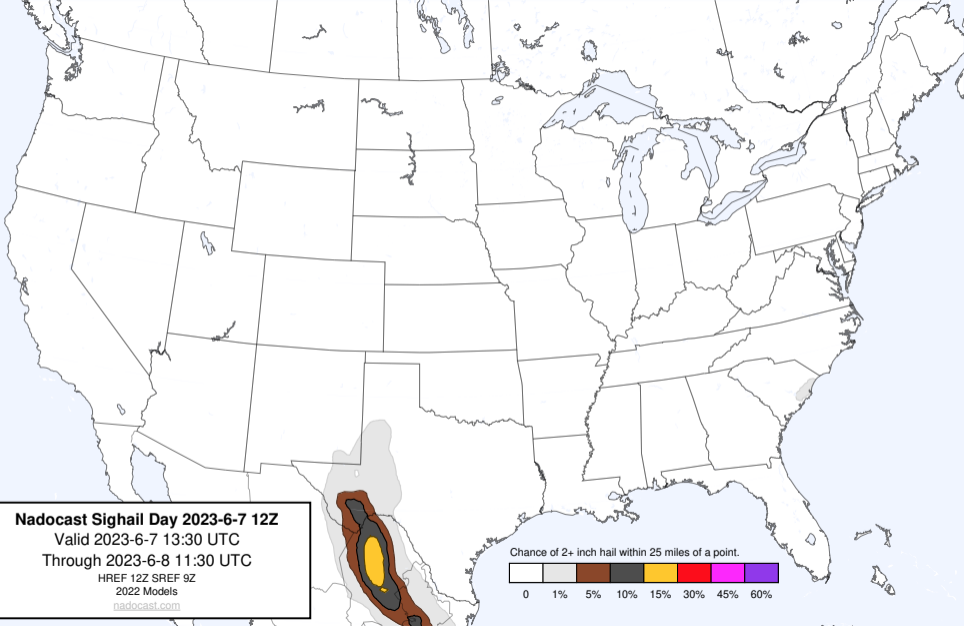 Nadocast Sighail Day 2023-6-7 12Z
Valid 2023-6-7 13:30 UTC
Through 2023-6-8 11:30 UTC
HREF 12Z SREF 9Z
2022 Models
nadocast.com
Chance of 2+ inch hail within 25 miles of a point.
0 1% 5% 10% 15% 30% 45% 60%